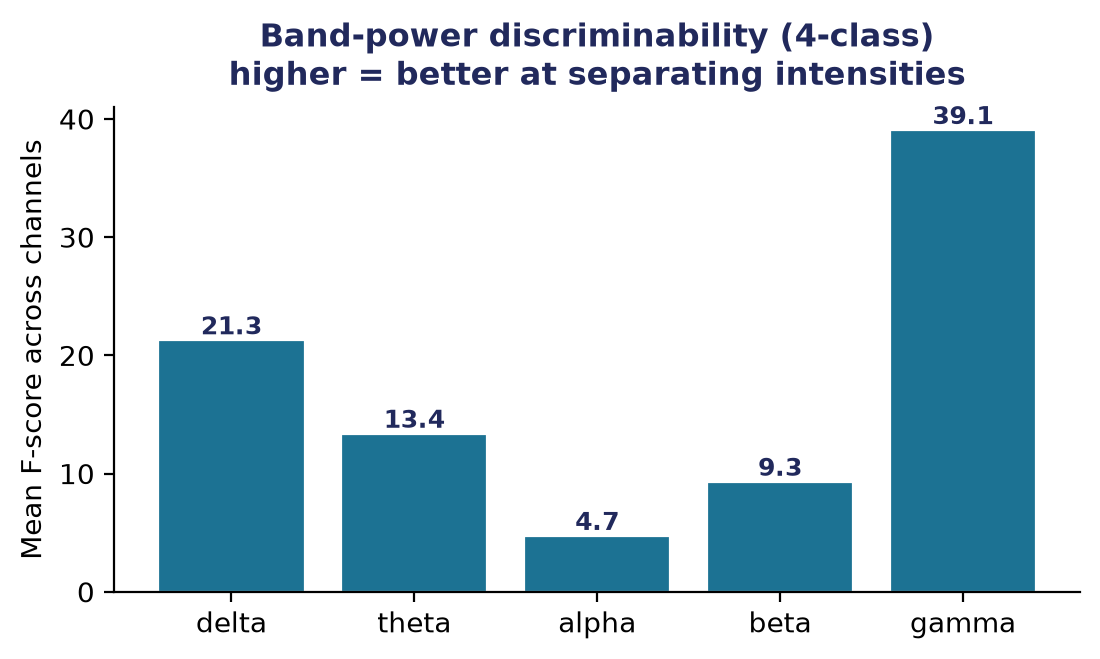 Band-power discriminability (4-class)
higher = better at separating intensities
Mean F-score across channels
40
30
20
10
0
21.3
13.4
4.7
9.3
39.1
delta
theta
alpha
beta
gamma